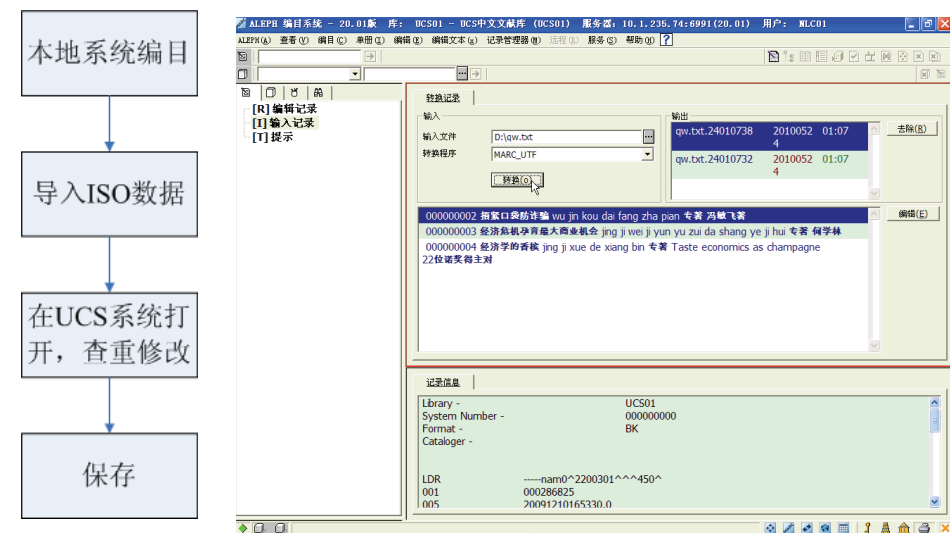 本地系统编目
导入ISO数据
在UCS系统打
开，查重修改
保存
ALEPH 编目系统 - 20.01版 库: UCS01 - UCS中文文献库 (UCS01) 服务器: 10.1.235.74:6991(20.01) 用户: NLC01
ALEPH(A) 查看(V) 编目(C) 单册(I) 编辑(E) 编辑文本(e) 记录管理器(M) 远程(R) 服务(S) 帮助(H) ?
[R] 编辑记录
[I] 输入记录
[T] 提示
转换记录
输入
输入文件 D:\qw.txt
转换程序 MARC_UTF
转换(O)
输出
qw.txt.24010738 2010052 01:07
4
qw.txt.24010732 2010052 01:07
4
去除(R)
000000002 捂紧口袋防诈骗 wu jin kou dai fang zha pian 专著 冯敏飞著
000000003 经济危机孕育最大商业机会 jing ji wei ji yun yu zui da shang ye ji hui 专著 何学林
000000004 经济学的香槟 jing ji xue de xiang bin 专著 Taste economics as champagne
22位诺奖得主对
编辑(E)
记录信息
Library - UCS01
System Number - 000000000
Format - BK
Cataloger -
LDR -----nam0^2200301^^^450^
001 000286825
005 20091210165330.0